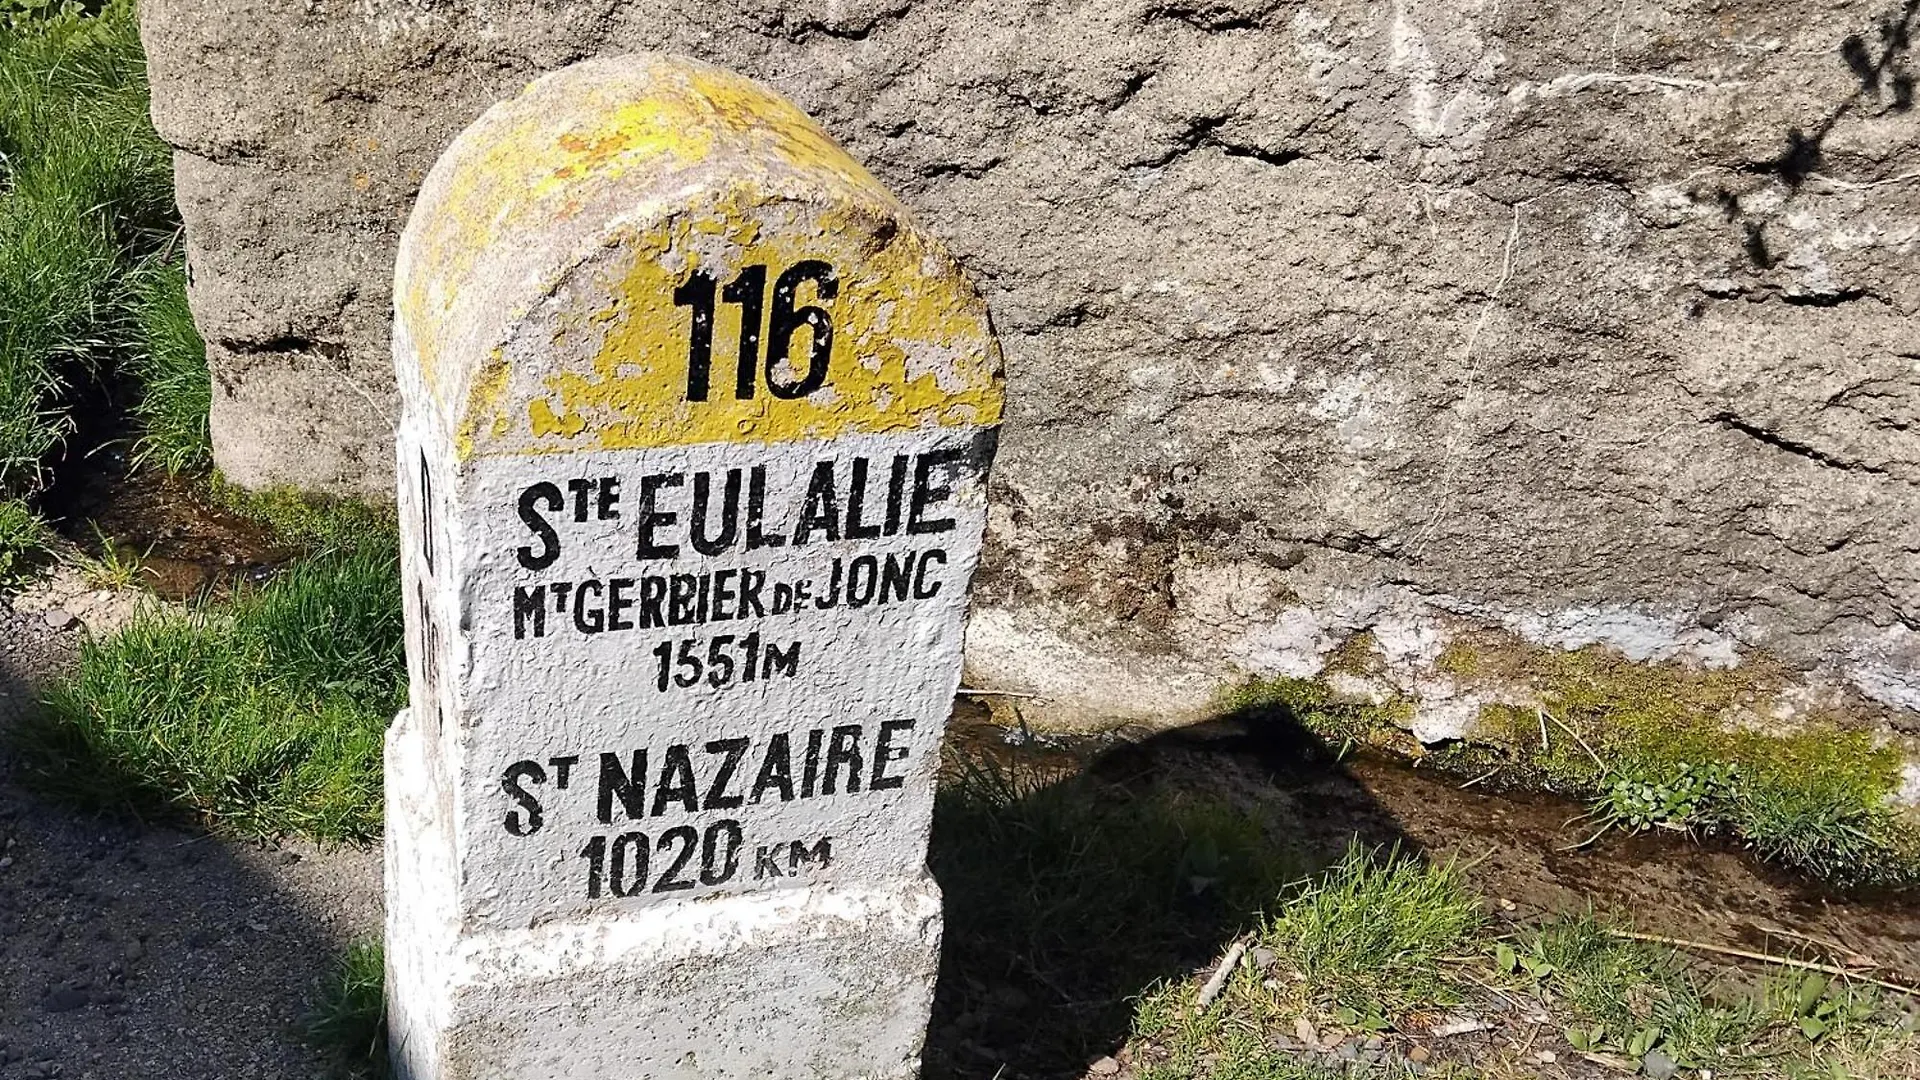 116
STE EULALIE
MT GERBIER DE JONC
1551M
ST NAZAIRE
1020 KM